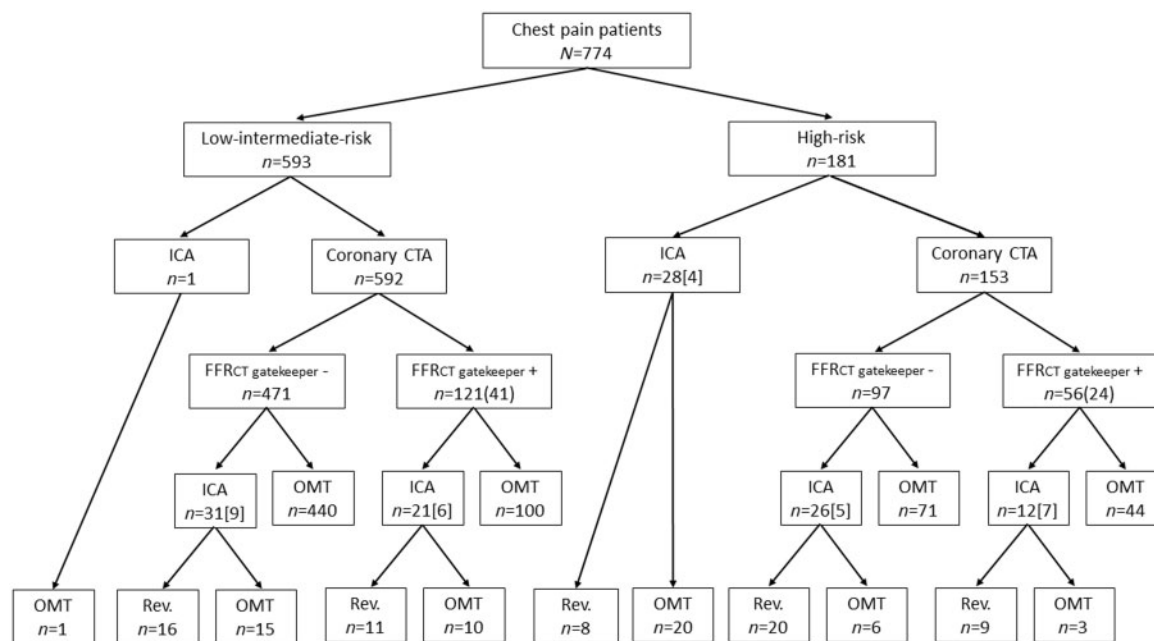 Chest pain patients
N=774
Low-intermediate-risk
n=593
High-risk
n=181
ICA
n=1
Coronary CTA
n=592
ICA
n=28[4]
Coronary CTA
n=153
FFRCT gatekeeper -
n=471
FFRCT gatekeeper +
n=121(41)
FFRCT gatekeeper -
n=97
FFRCT gatekeeper +
n=56(24)
ICA
n=31[9]
OMT
n=440
ICA
n=21[6]
OMT
n=100
ICA
n=26[5]
OMT
n=71
ICA
n=12[7]
OMT
n=44
OMT
n=1
Rev.
n=16
OMT
n=15
Rev.
n=11
OMT
n=10
Rev.
n=8
OMT
n=20
Rev.
n=20
OMT
n=6
Rev.
n=9
OMT
n=3